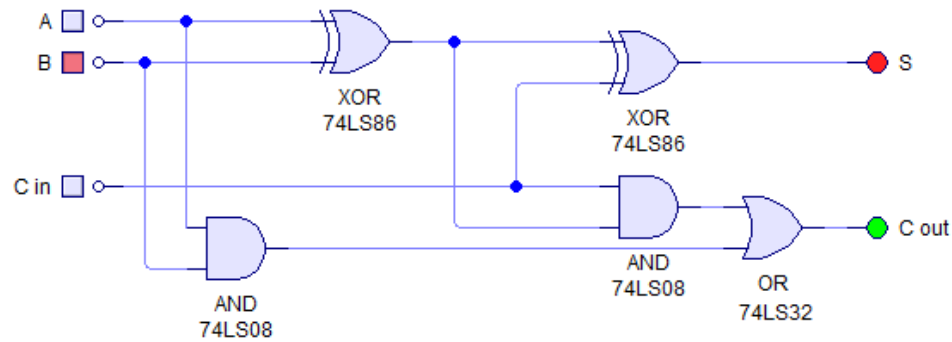 A
B
S
XOR
74LS86
XOR
74LS86
C in
C out
AND
74LS08
OR
74LS32
AND
74LS08